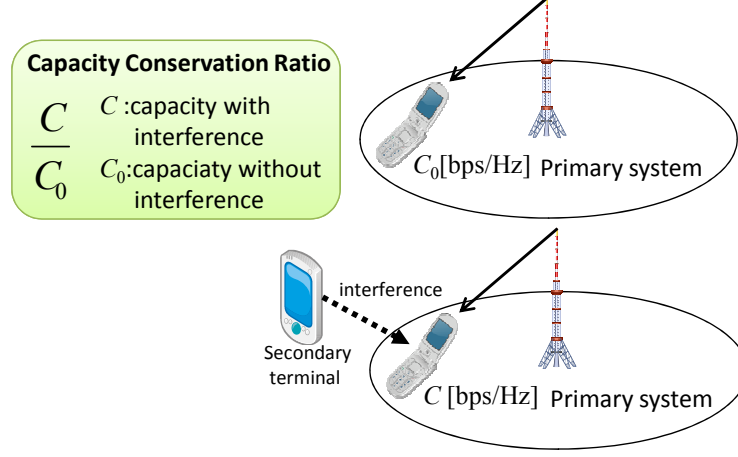 Capacity Conservation Ratio
C
C₀
C :capacity with
interference
C₀:capaciaty without
interference
C₀[bps/Hz] Primary system
interference
Secondary
terminal
C [bps/Hz] Primary system